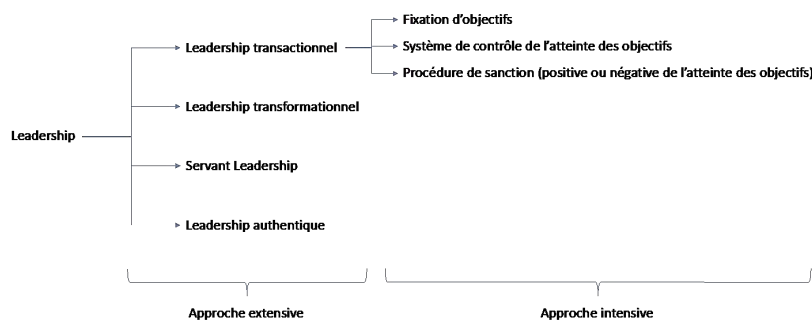 Fixation d'objectifs
Leadership transactionnel
Système de contrôle de l'atteinte des objectifs
Procédure de sanction (positive ou négative de l'atteinte des objectifs)
Leadership transformationnel
Leadership
Servant Leadership
Leadership authentique
Approche extensive
Approche intensive